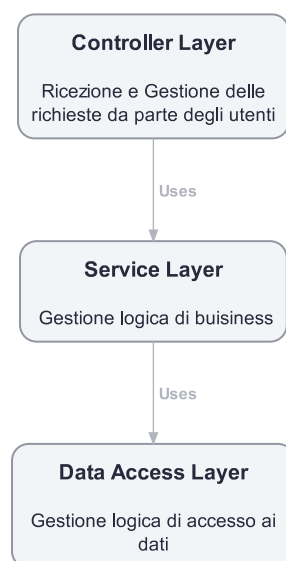 Controller Layer
Ricezione e Gestione delle
richieste da parte degli utenti
Uses
Service Layer
Gestione logica di buisiness
Uses
Data Access Layer
Gestione logica di accesso ai
dati